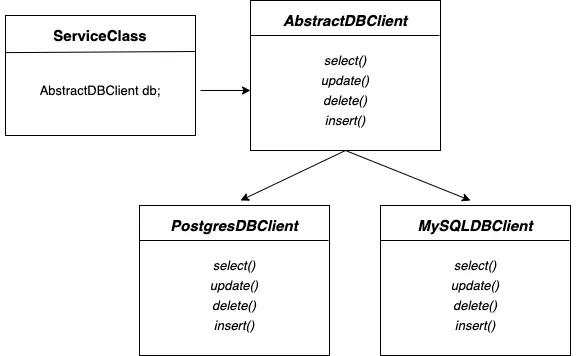 ServiceClass
AbstractDBClient db;
AbstractDBClient
select()
update()
delete()
insert()
PostgresDBClient
select()
update()
delete()
insert()
MySQLDBClient
select()
update()
delete()
insert()